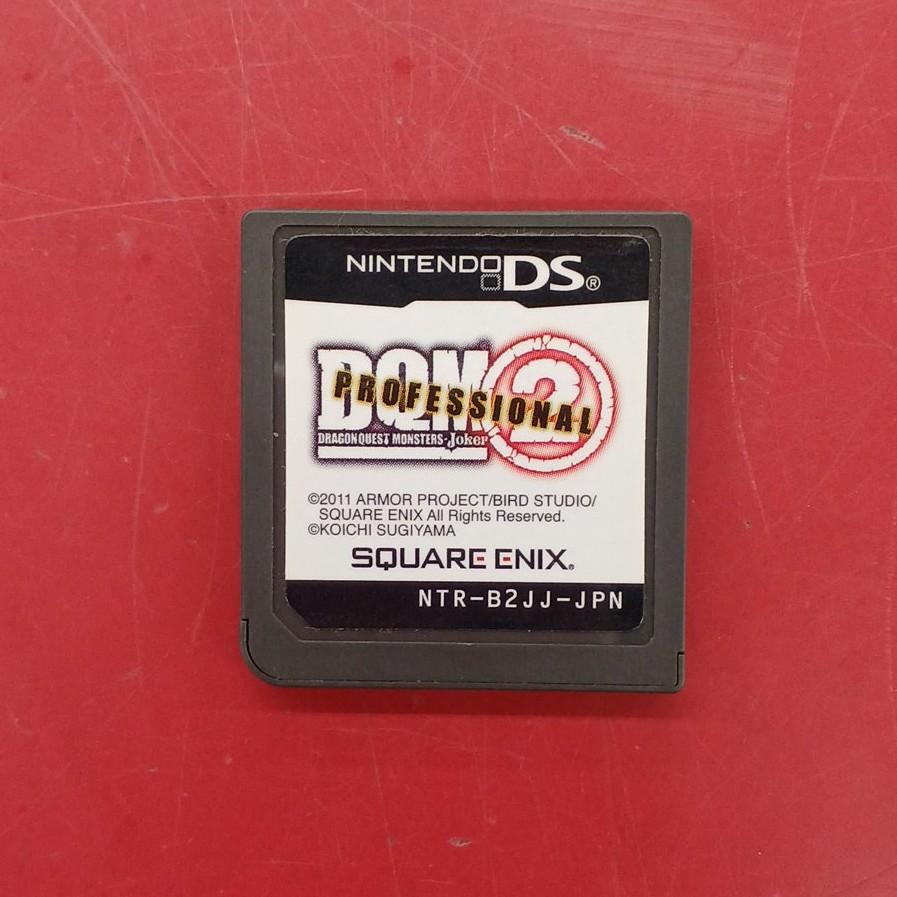 NINTENDO DS®
DQM 2
PROFESSIONAL
DRAGON QUEST MONSTERS-Joker
©2011 ARMOR PROJECT/BIRD STUDIO/
SQUARE ENIX All Rights Reserved.
©KOICHI SUGIYAMA
SQUARE ENIX®
NTR-B2JJ-JPN